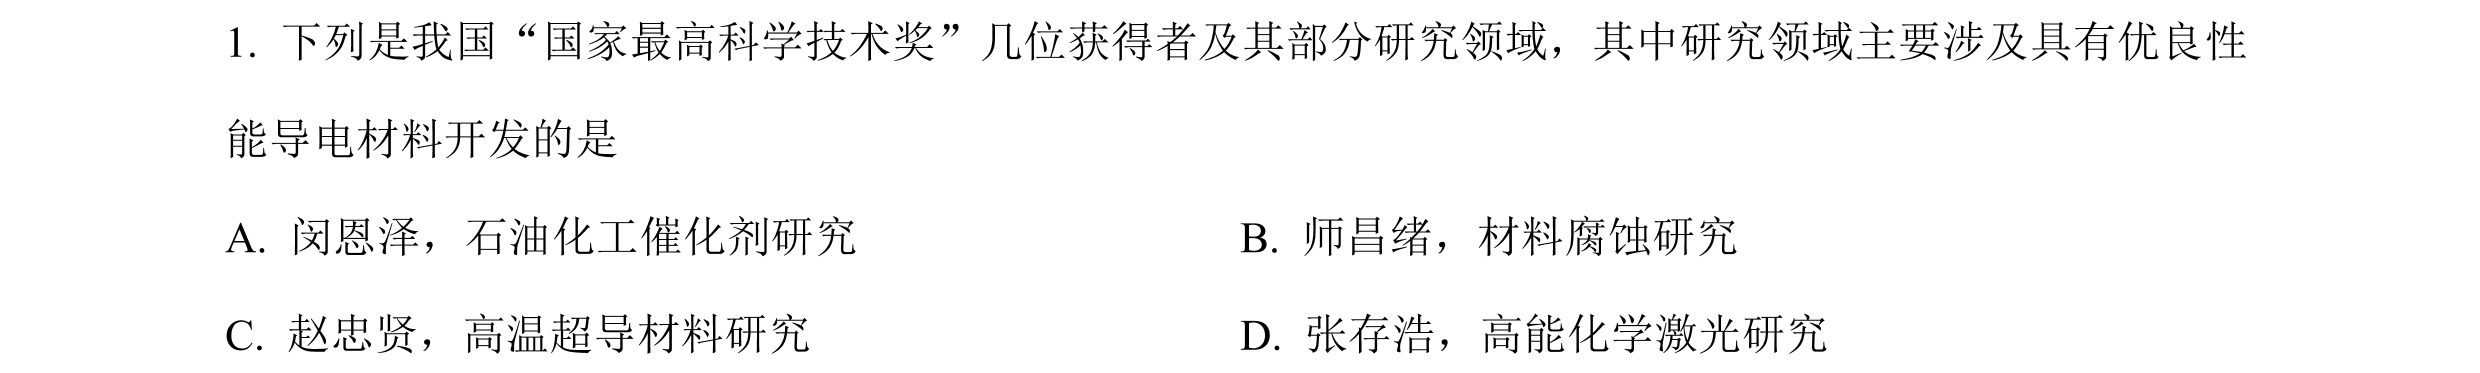 1. 下列是我国“国家最高科学技术奖”几位获得者及其部分研究领域，其中研究领域主要涉及具有优良性
能导电材料开发的是
A. 闵恩泽，石油化工催化剂研究 B. 师昌绪，材料腐蚀研究
C. 赵忠贤，高温超导材料研究 D. 张存浩，高能化学激光研究